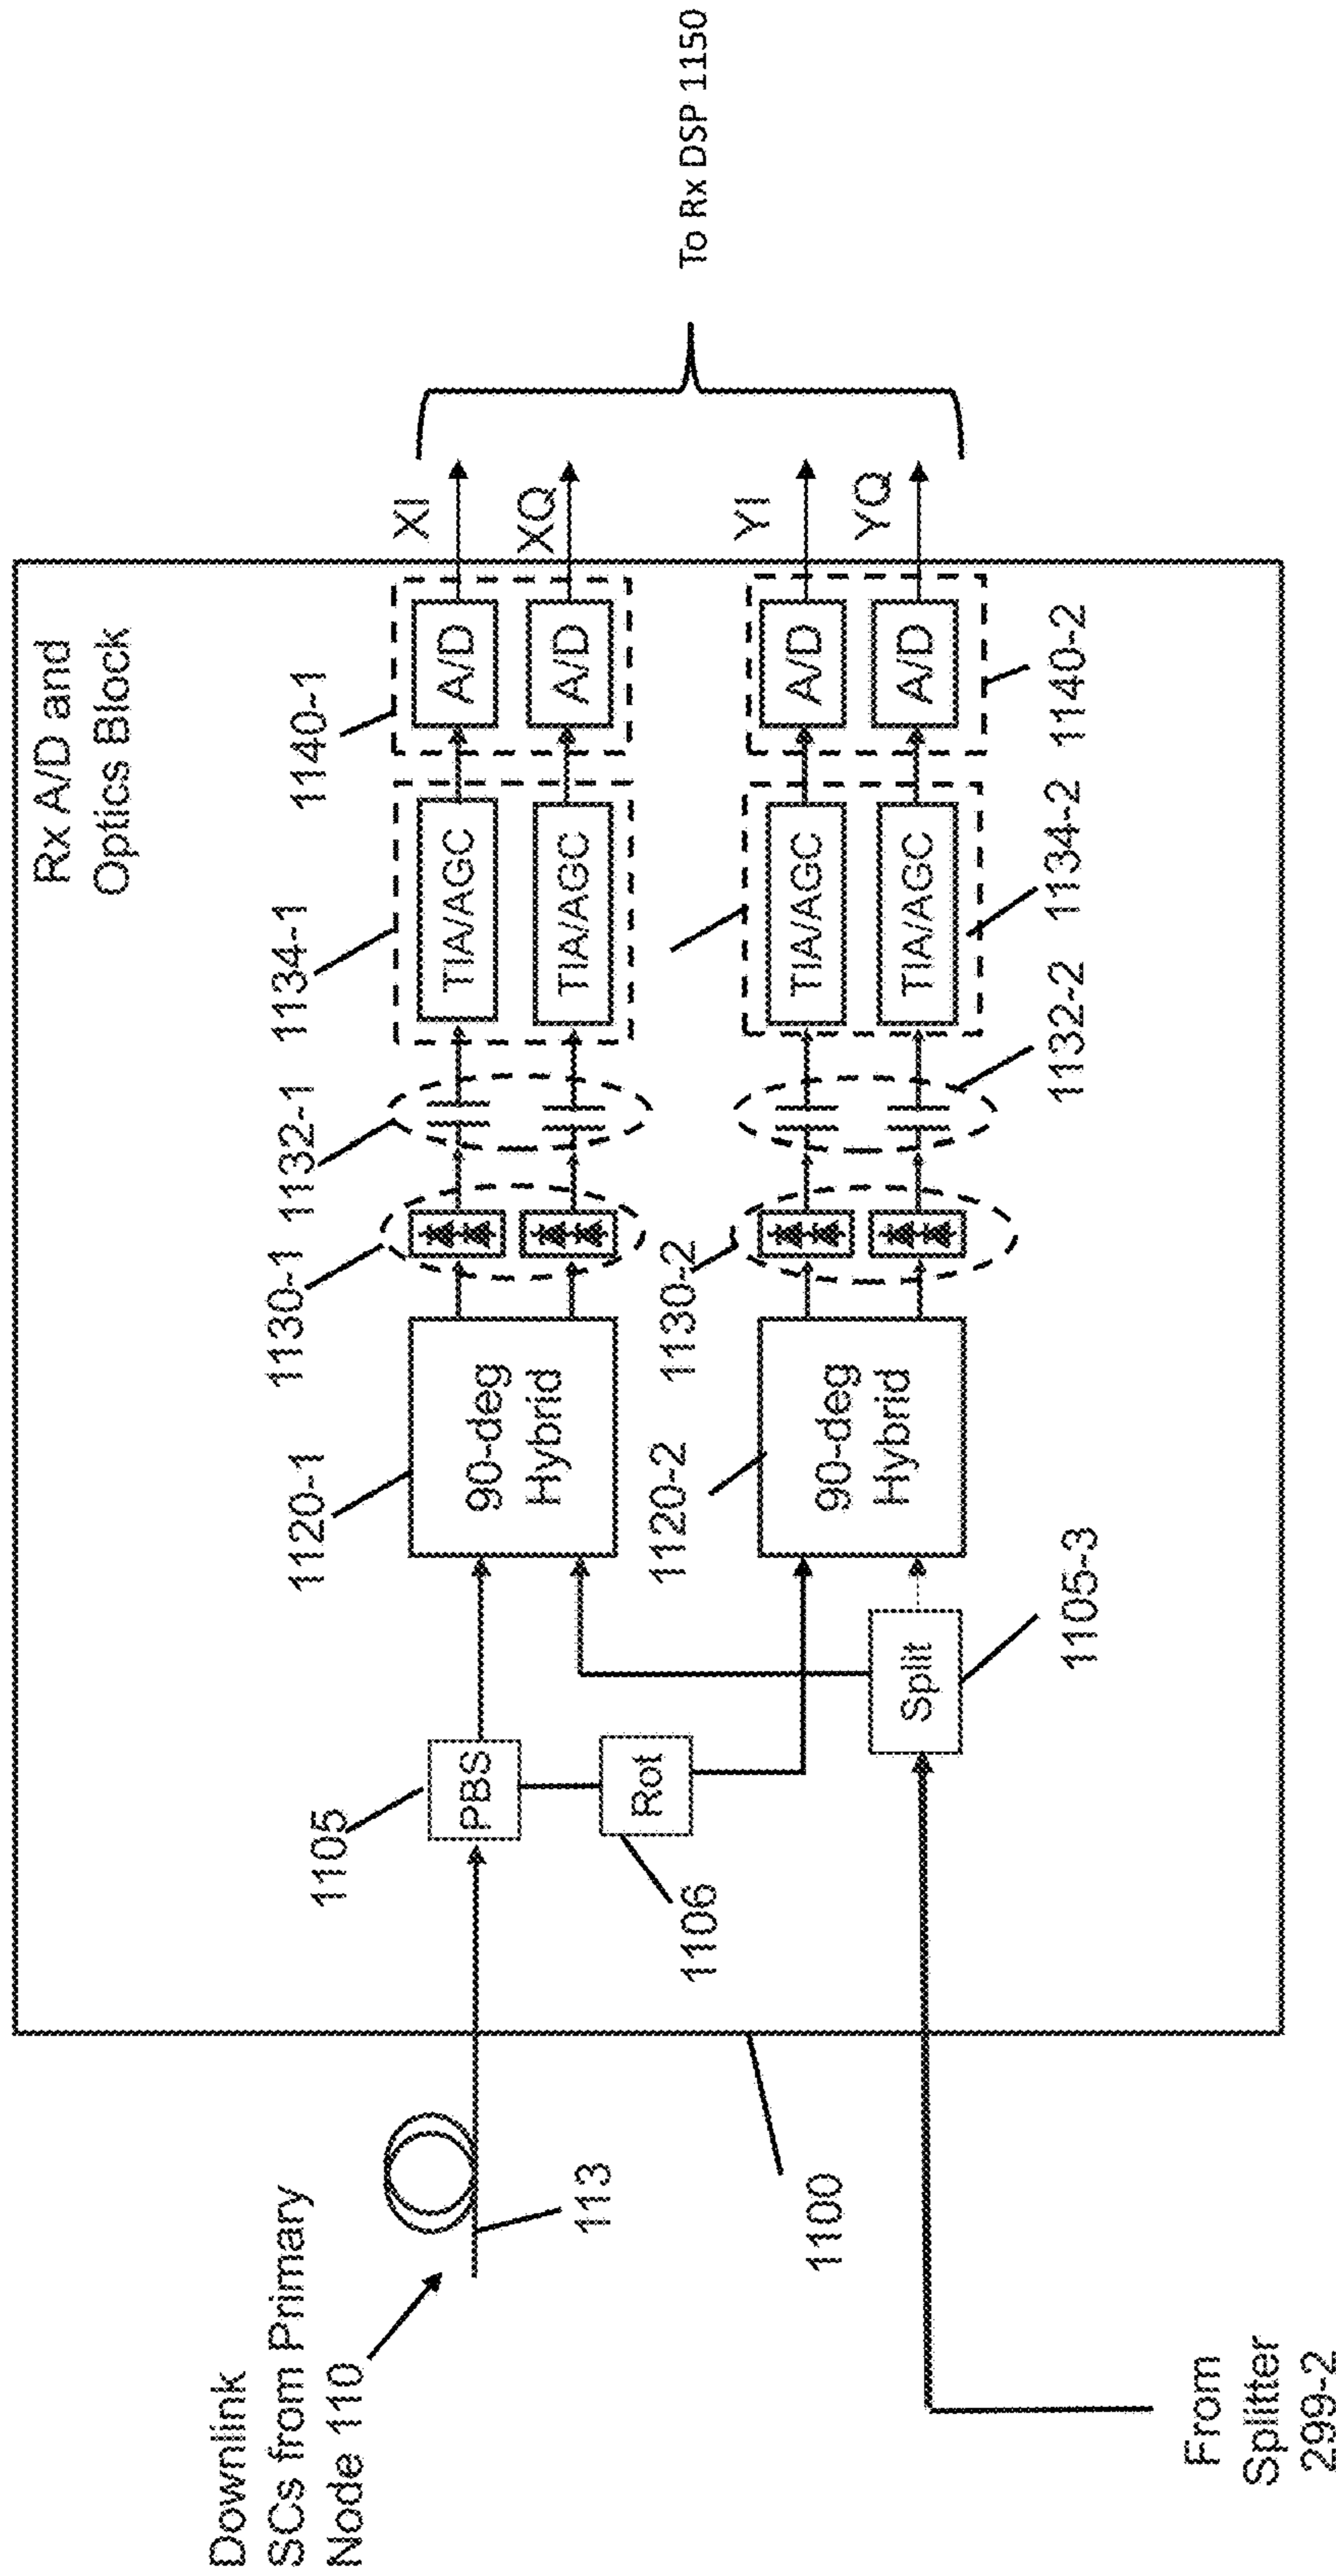 Rx A/D and
Optics Block
Downlink
SCs from Primary
Node 110
113
1100
From
Splitter
299-2
1105
PBS
1106
Rot
Split
1105-3
1120-1
90-deg
Hybrid
1120-2
90-deg
Hybrid
1130-1
1130-2
1132-1
1132-2
1134-1
TIA/AGC
TIA/AGC
TIA/AGC
TIA/AGC
1134-2
1140-1
A/D
A/D
A/D
A/D
1140-2
XI
XQ
YI
YQ
To Rx DSP 1150